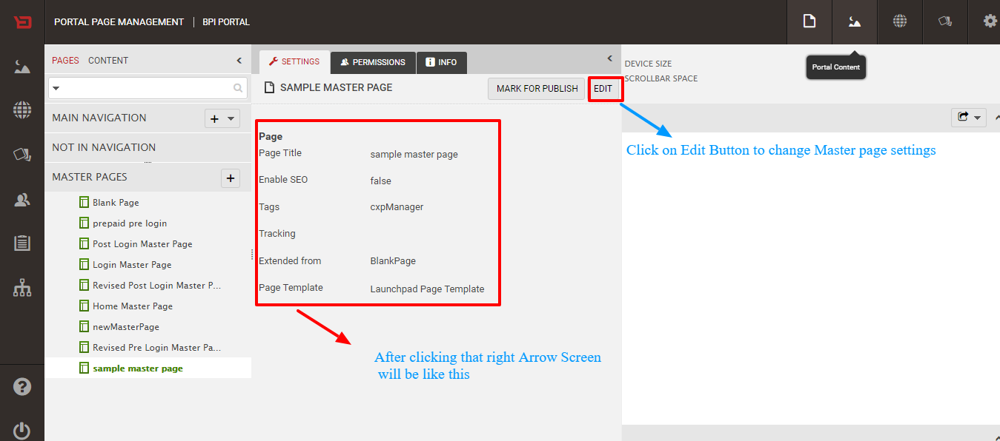 PORTAL PAGE MANAGEMENT | BPI PORTAL
PAGES CONTENT
SETTINGS PERMISSIONS INFO
DEVICE SIZE
SCROLLBAR SPACE
Portal Content
SAMPLE MASTER PAGE
MARK FOR PUBLISH EDIT
MAIN NAVIGATION
NOT IN NAVIGATION
MASTER PAGES
Blank Page
prepaid pre login
Post Login Master Page
Login Master Page
Revised Post Login Master P...
Home Master Page
newMasterPage
Revised Pre Login Master Pa...
sample master page
Page
Page Title sample master page
Enable SEO false
Tags cxpManager
Tracking
Extended from BlankPage
Page Template Launchpad Page Template
Click on Edit Button to change Master page settings
After clicking that right Arrow Screen
will be like this